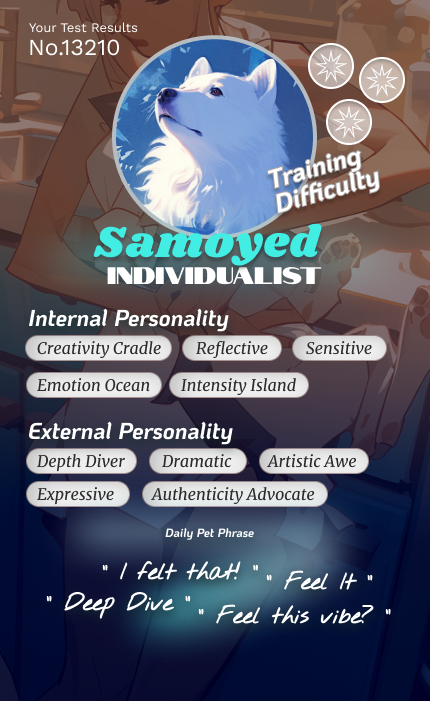 Your Test Results
No.13210
Training
Difficulty
Samoyed
INDIVIDUALIST
Internal Personality
Creativity Cradle Reflective Sensitive
Emotion Ocean Intensity Island
External Personality
Depth Diver Dramatic Artistic Awe
Expressive Authenticity Advocate
Daily Pet Phrase
" I felt that! " " Feel It "
" Deep Dive " " Feel this vibe? "